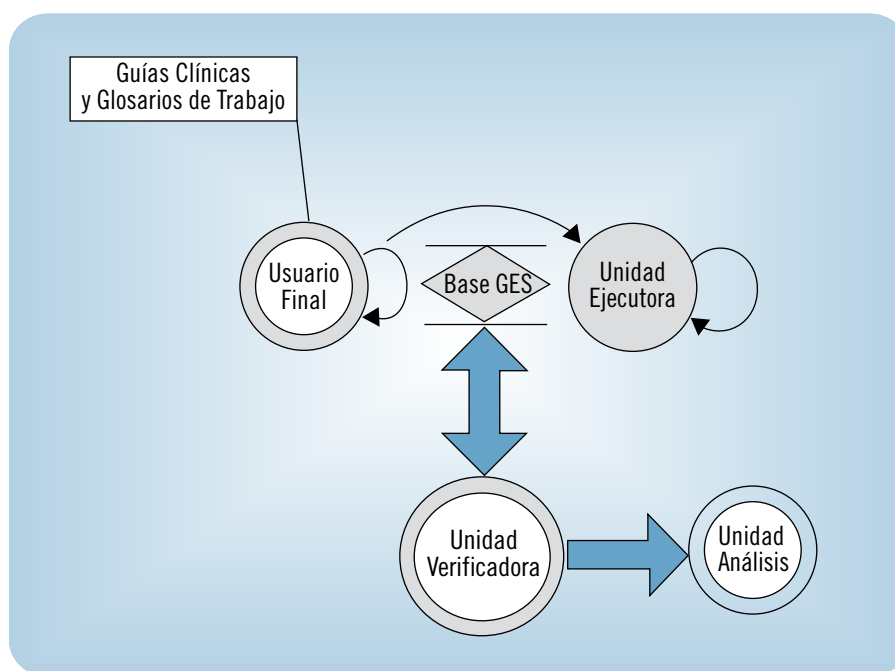 Guías Clínicas
y Glosarios de Trabajo
Usuario
Final
Base GES
Unidad
Ejecutora
Unidad
Verificadora
Unidad
Análisis